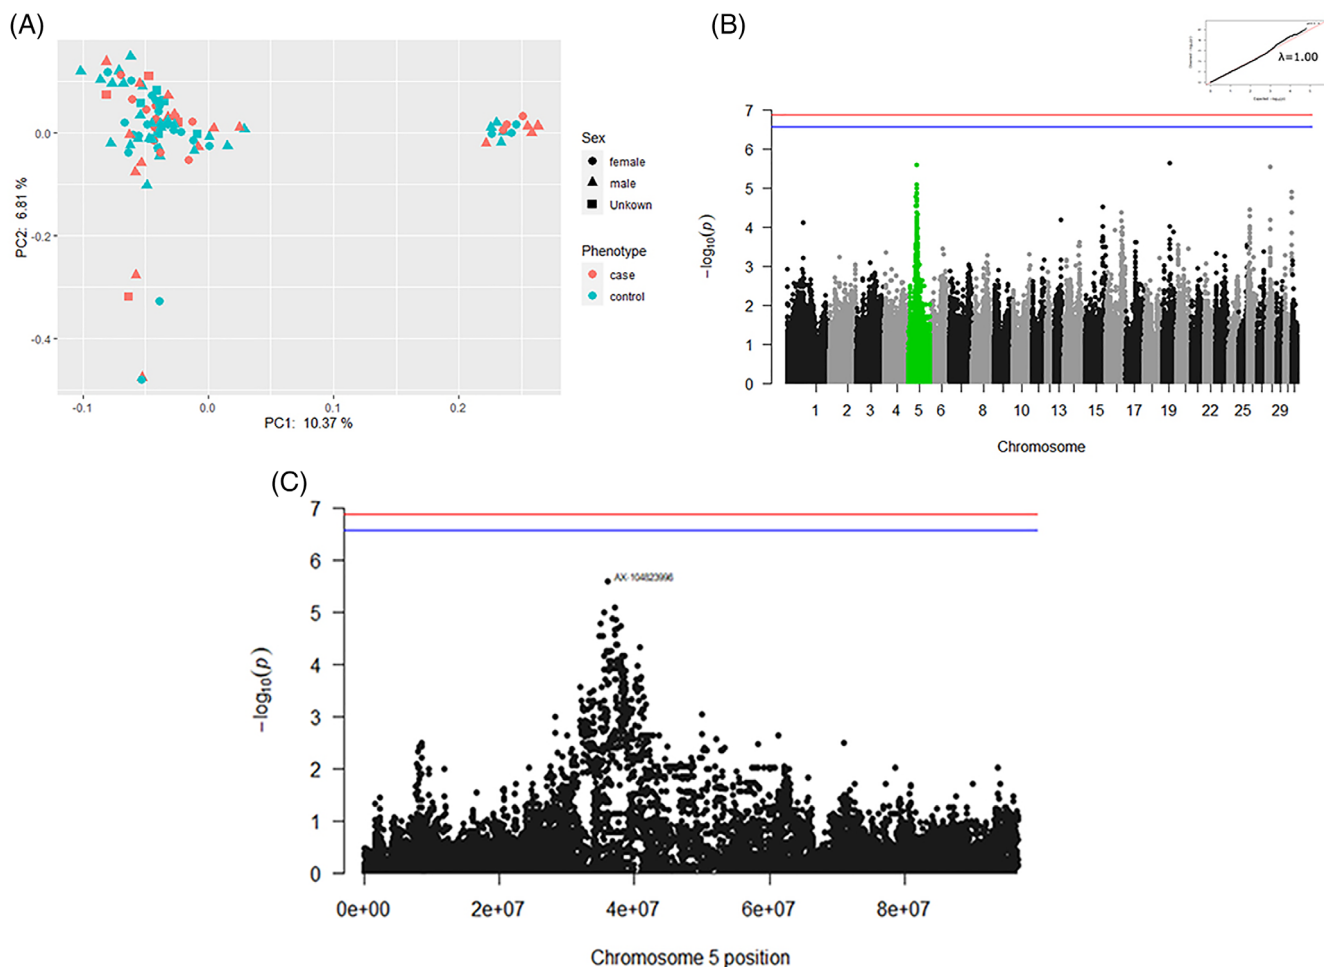 (A)
0.0
-0.2
-0.4
PC2: 6.81 %
-0.1
0.0
0.1
0.2
PC1: 10.37 %
Sex
female
male
Unkown
Phenotype
case
control
(B)
λ=1.00
7
6
5
4
3
2
1
0
−log10(p)
1 2 3 4 5 6 8 10 13 15 17 19 22 25 29
Chromosome
(C)
7
6
5
4
3
2
1
0
−log10(p)
AX-104823996
0e+00 2e+07 4e+07 6e+07 8e+07
Chromosome 5 position